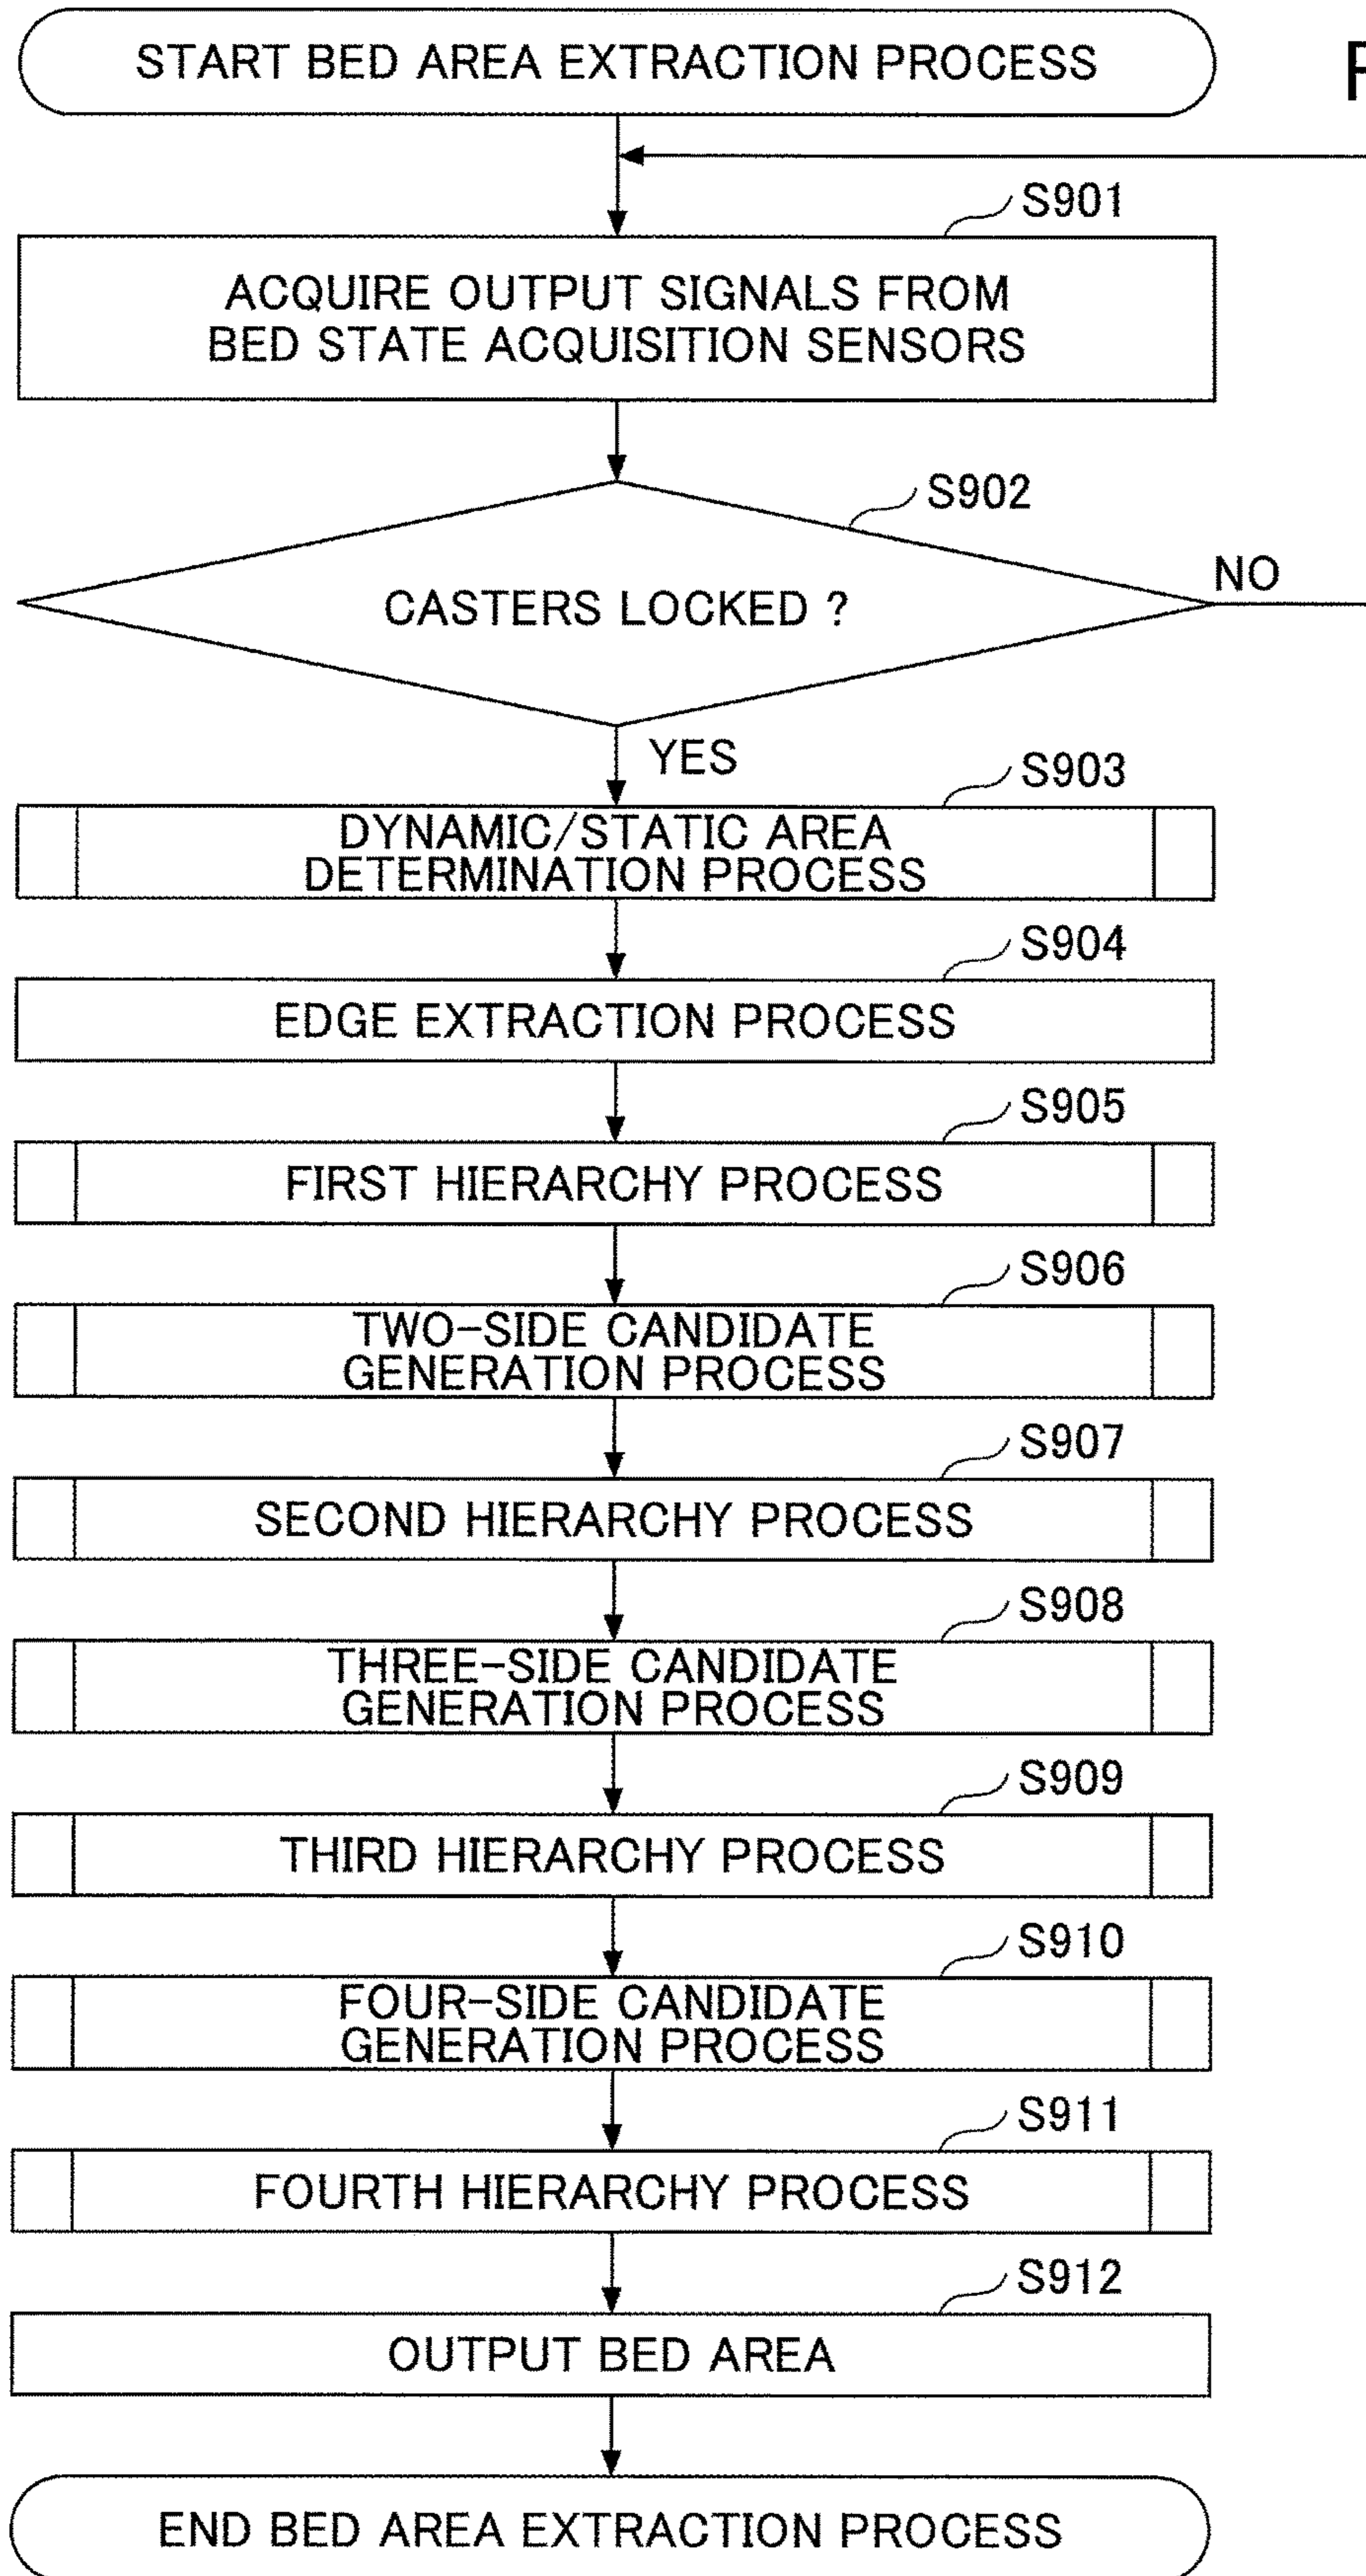 START BED AREA EXTRACTION PROCESS
S901
ACQUIRE OUTPUT SIGNALS FROM
BED STATE ACQUISITION SENSORS
S902
CASTERS LOCKED ?
NO
YES
S903
DYNAMIC/STATIC AREA
DETERMINATION PROCESS
S904
EDGE EXTRACTION PROCESS
S905
FIRST HIERARCHY PROCESS
S906
TWO-SIDE CANDIDATE
GENERATION PROCESS
S907
SECOND HIERARCHY PROCESS
S908
THREE-SIDE CANDIDATE
GENERATION PROCESS
S909
THIRD HIERARCHY PROCESS
S910
FOUR-SIDE CANDIDATE
GENERATION PROCESS
S911
FOURTH HIERARCHY PROCESS
S912
OUTPUT BED AREA
END BED AREA EXTRACTION PROCESS